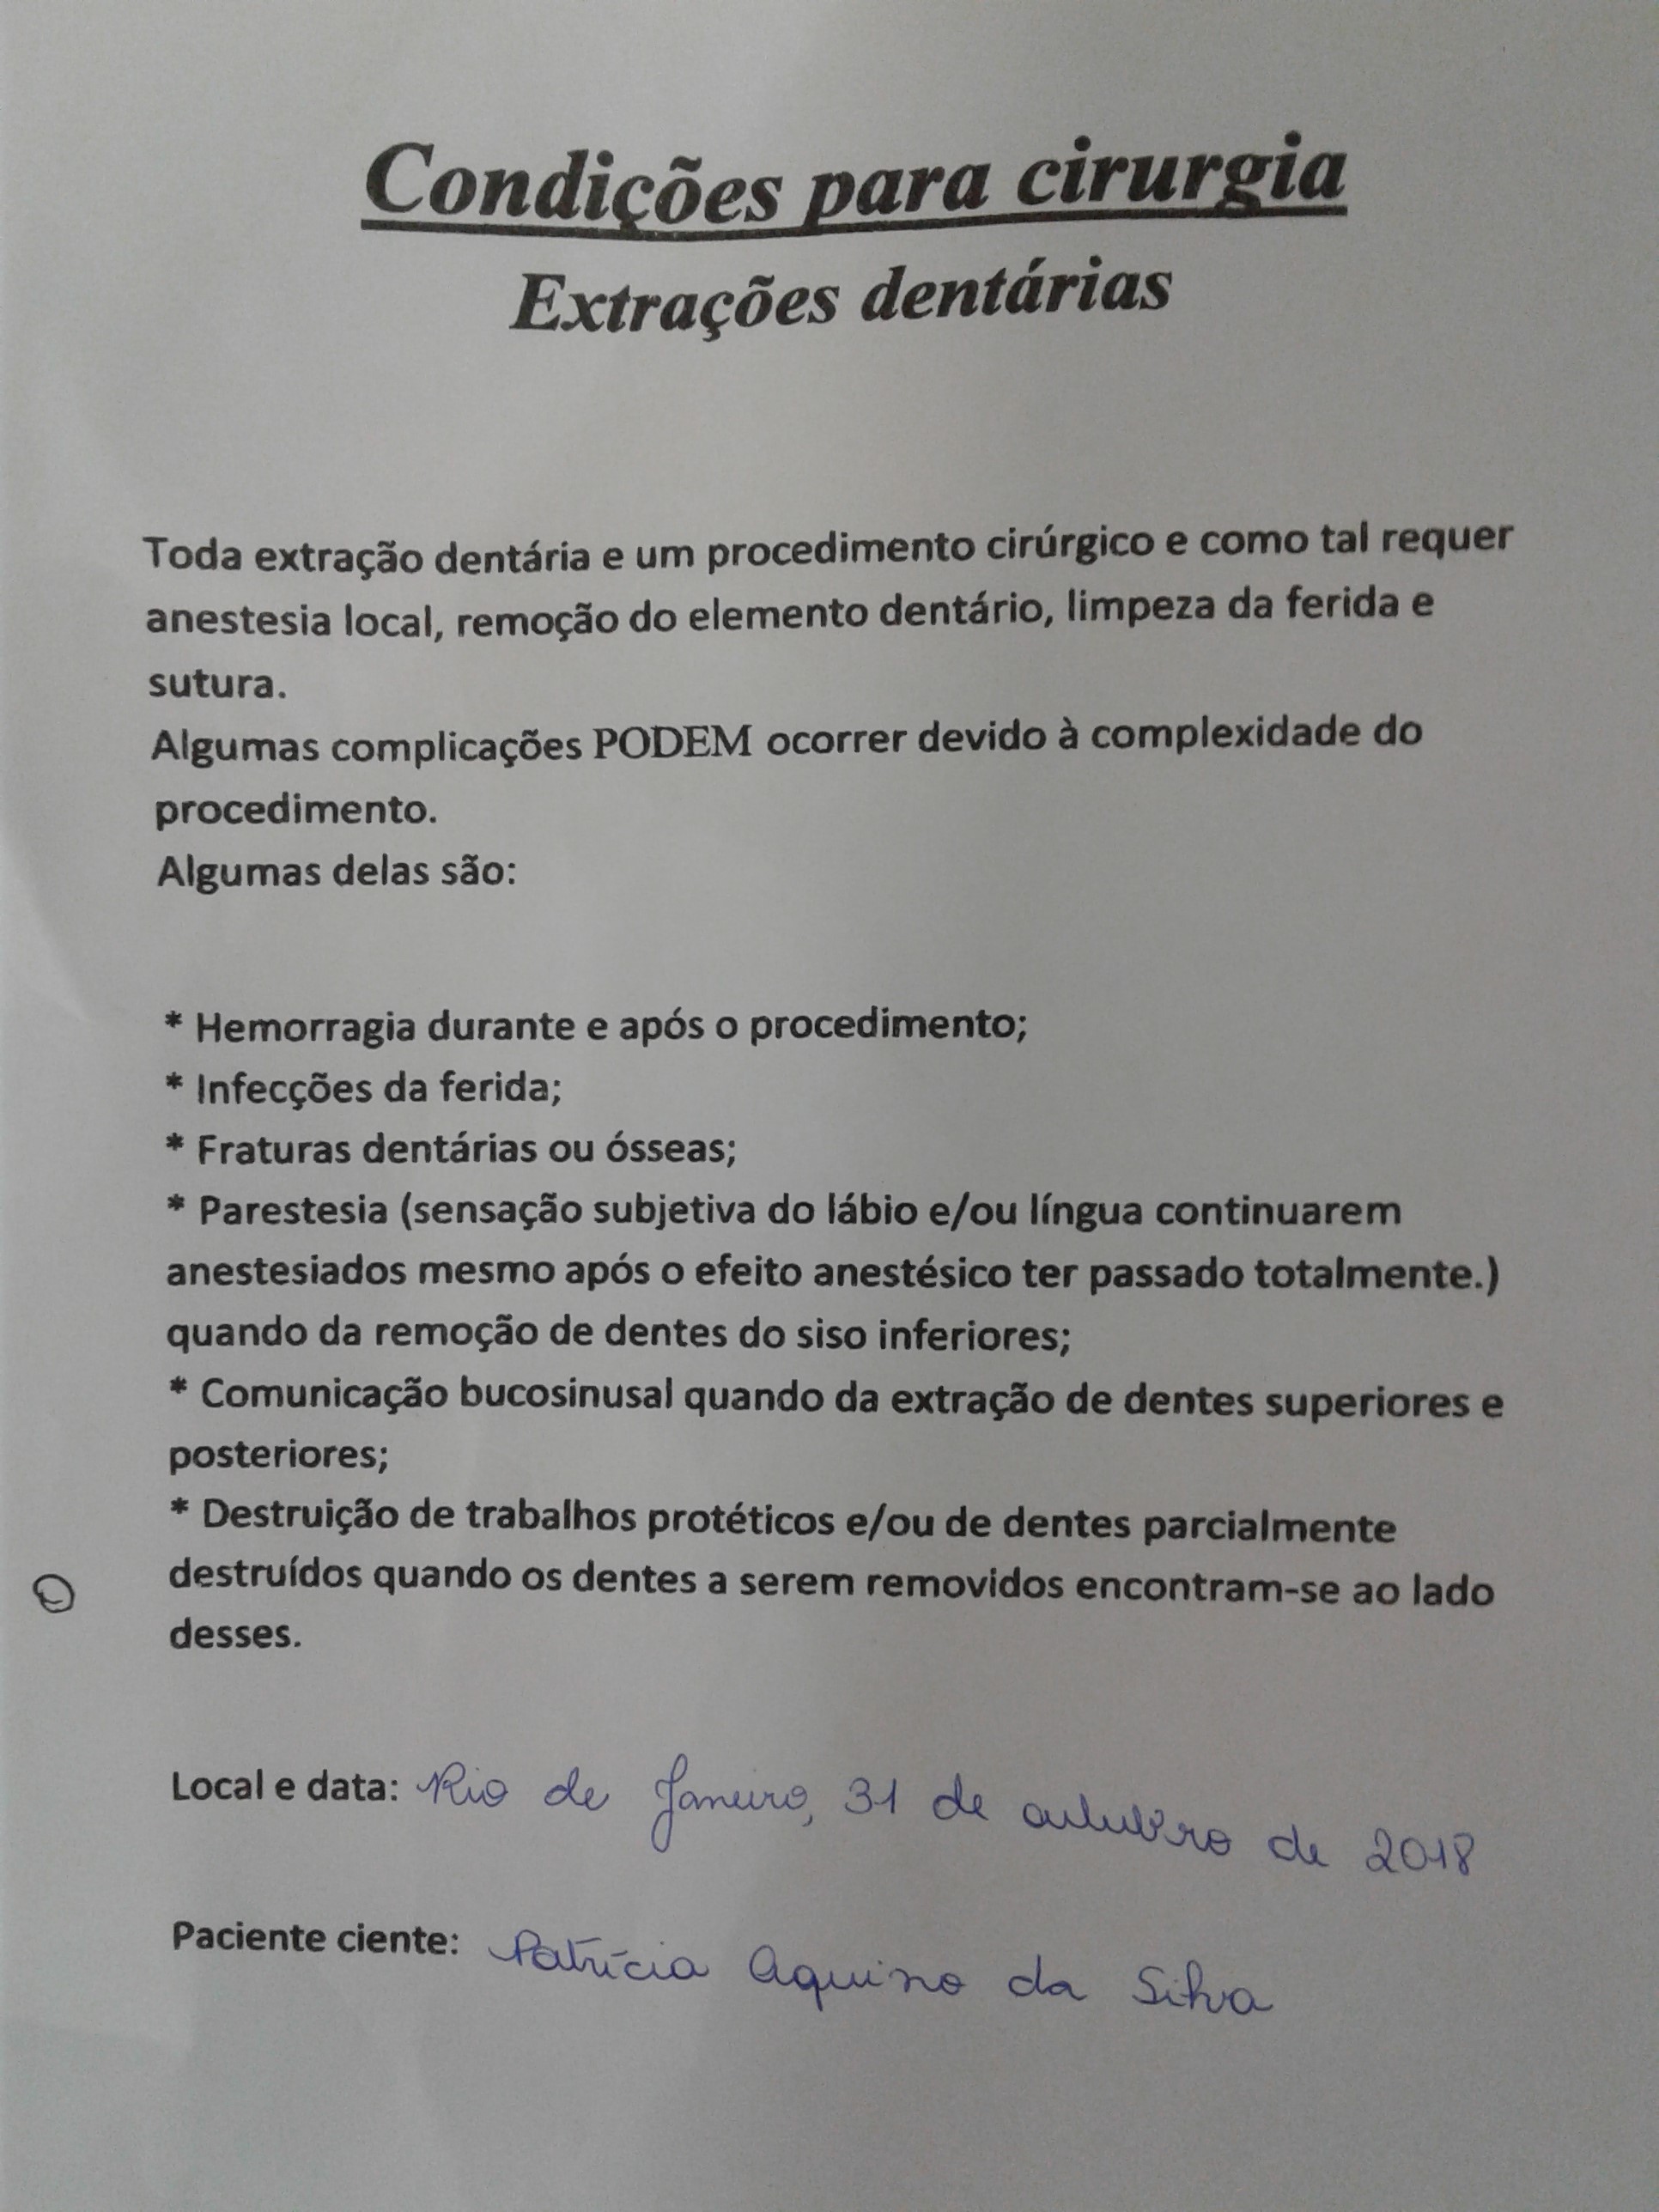 Condições para cirurgia
Extrações dentárias
Toda extração dentária e um procedimento cirúrgico e como tal requer
anestesia local, remoção do elemento dentário, limpeza da ferida e
sutura.
Algumas complicações PODEM ocorrer devido à complexidade do
procedimento.
Algumas delas são:
* Hemorragia durante e após o procedimento;
* Infecções da ferida;
* Fraturas dentárias ou ósseas;
* Parestesia (sensação subjetiva do lábio e/ou língua continuarem
anestesiados mesmo após o efeito anestésico ter passado totalmente.)
quando da remoção de dentes do siso inferiores;
* Comunicação bucosinusal quando da extração de dentes superiores e
posteriores;
* Destruição de trabalhos protéticos e/ou de dentes parcialmente
destruídos quando os dentes a serem removidos encontram-se ao lado
desses.
Local e data: Rio de Janeiro, 31 de outubro de 2018
Paciente ciente: Patrícia Aquino da Silva